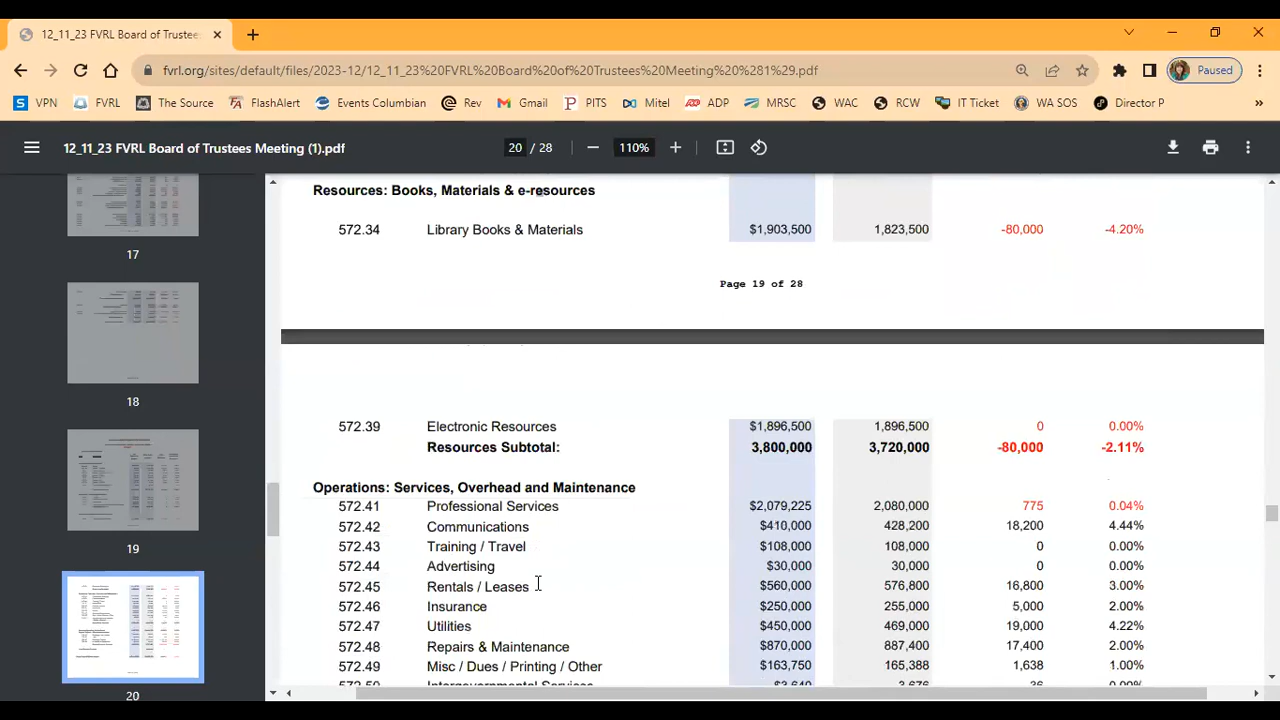 12_11_23 FVRL Board of Trustees
fvrl.org/sites/default/files/2023-12/12_11_23%20FVRL%20Board%20of%20Trustees%20Meeting%20%281%29.pdf Paused
VPN FVRL The Source FlashAlert Events Columbian Rev Gmail PITS Mitel ADP MRSC WAC RCW IT Ticket WA SOS Director P »
12_11_23 FVRL Board of Trustees Meeting (1).pdf 20 / 28 110%
17
18
19
20
Resources: Books, Materials & e-resources
572.34 Library Books & Materials $1,903,500 1,823,500 -80,000 -4.20%
Page 19 of 28
572.39 Electronic Resources $1,896,500 1,896,500 0 0.00%
Resources Subtotal: 3,800,000 3,720,000 -80,000 -2.11%
Operations: Services, Overhead and Maintenance
572.41 Professional Services $2,079,225 2,080,000 775 0.04%
572.42 Communications $410,000 428,200 18,200 4.44%
572.43 Training / Travel $108,000 108,000 0 0.00%
572.44 Advertising $30,000 30,000 0 0.00%
572.45 Rentals / Leases $560,000 576,800 16,800 3.00%
572.46 Insurance $250,000 255,000 5,000 2.00%
572.47 Utilities $450,000 469,000 19,000 4.22%
572.48 Repairs & Maintenance $870,000 887,400 17,400 2.00%
572.49 Misc / Dues / Printing / Other $163,750 165,388 1,638 1.00%
572.50 Intergovernmental Services $3,640 3,676 36